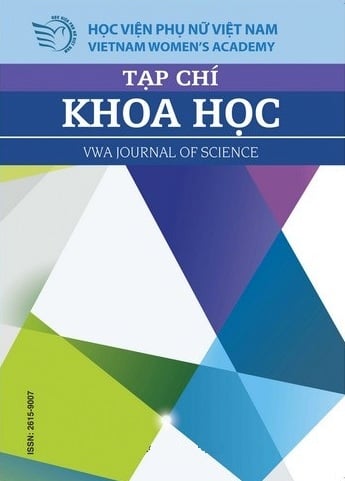 HỌC VIỆN PHỤ NỮ VIỆT NAM
VIETNAM WOMEN'S ACADEMY
TẠP CHÍ
KHOA HỌC
VWA JOURNAL OF SCIENCE
ISSN: 2615-9007